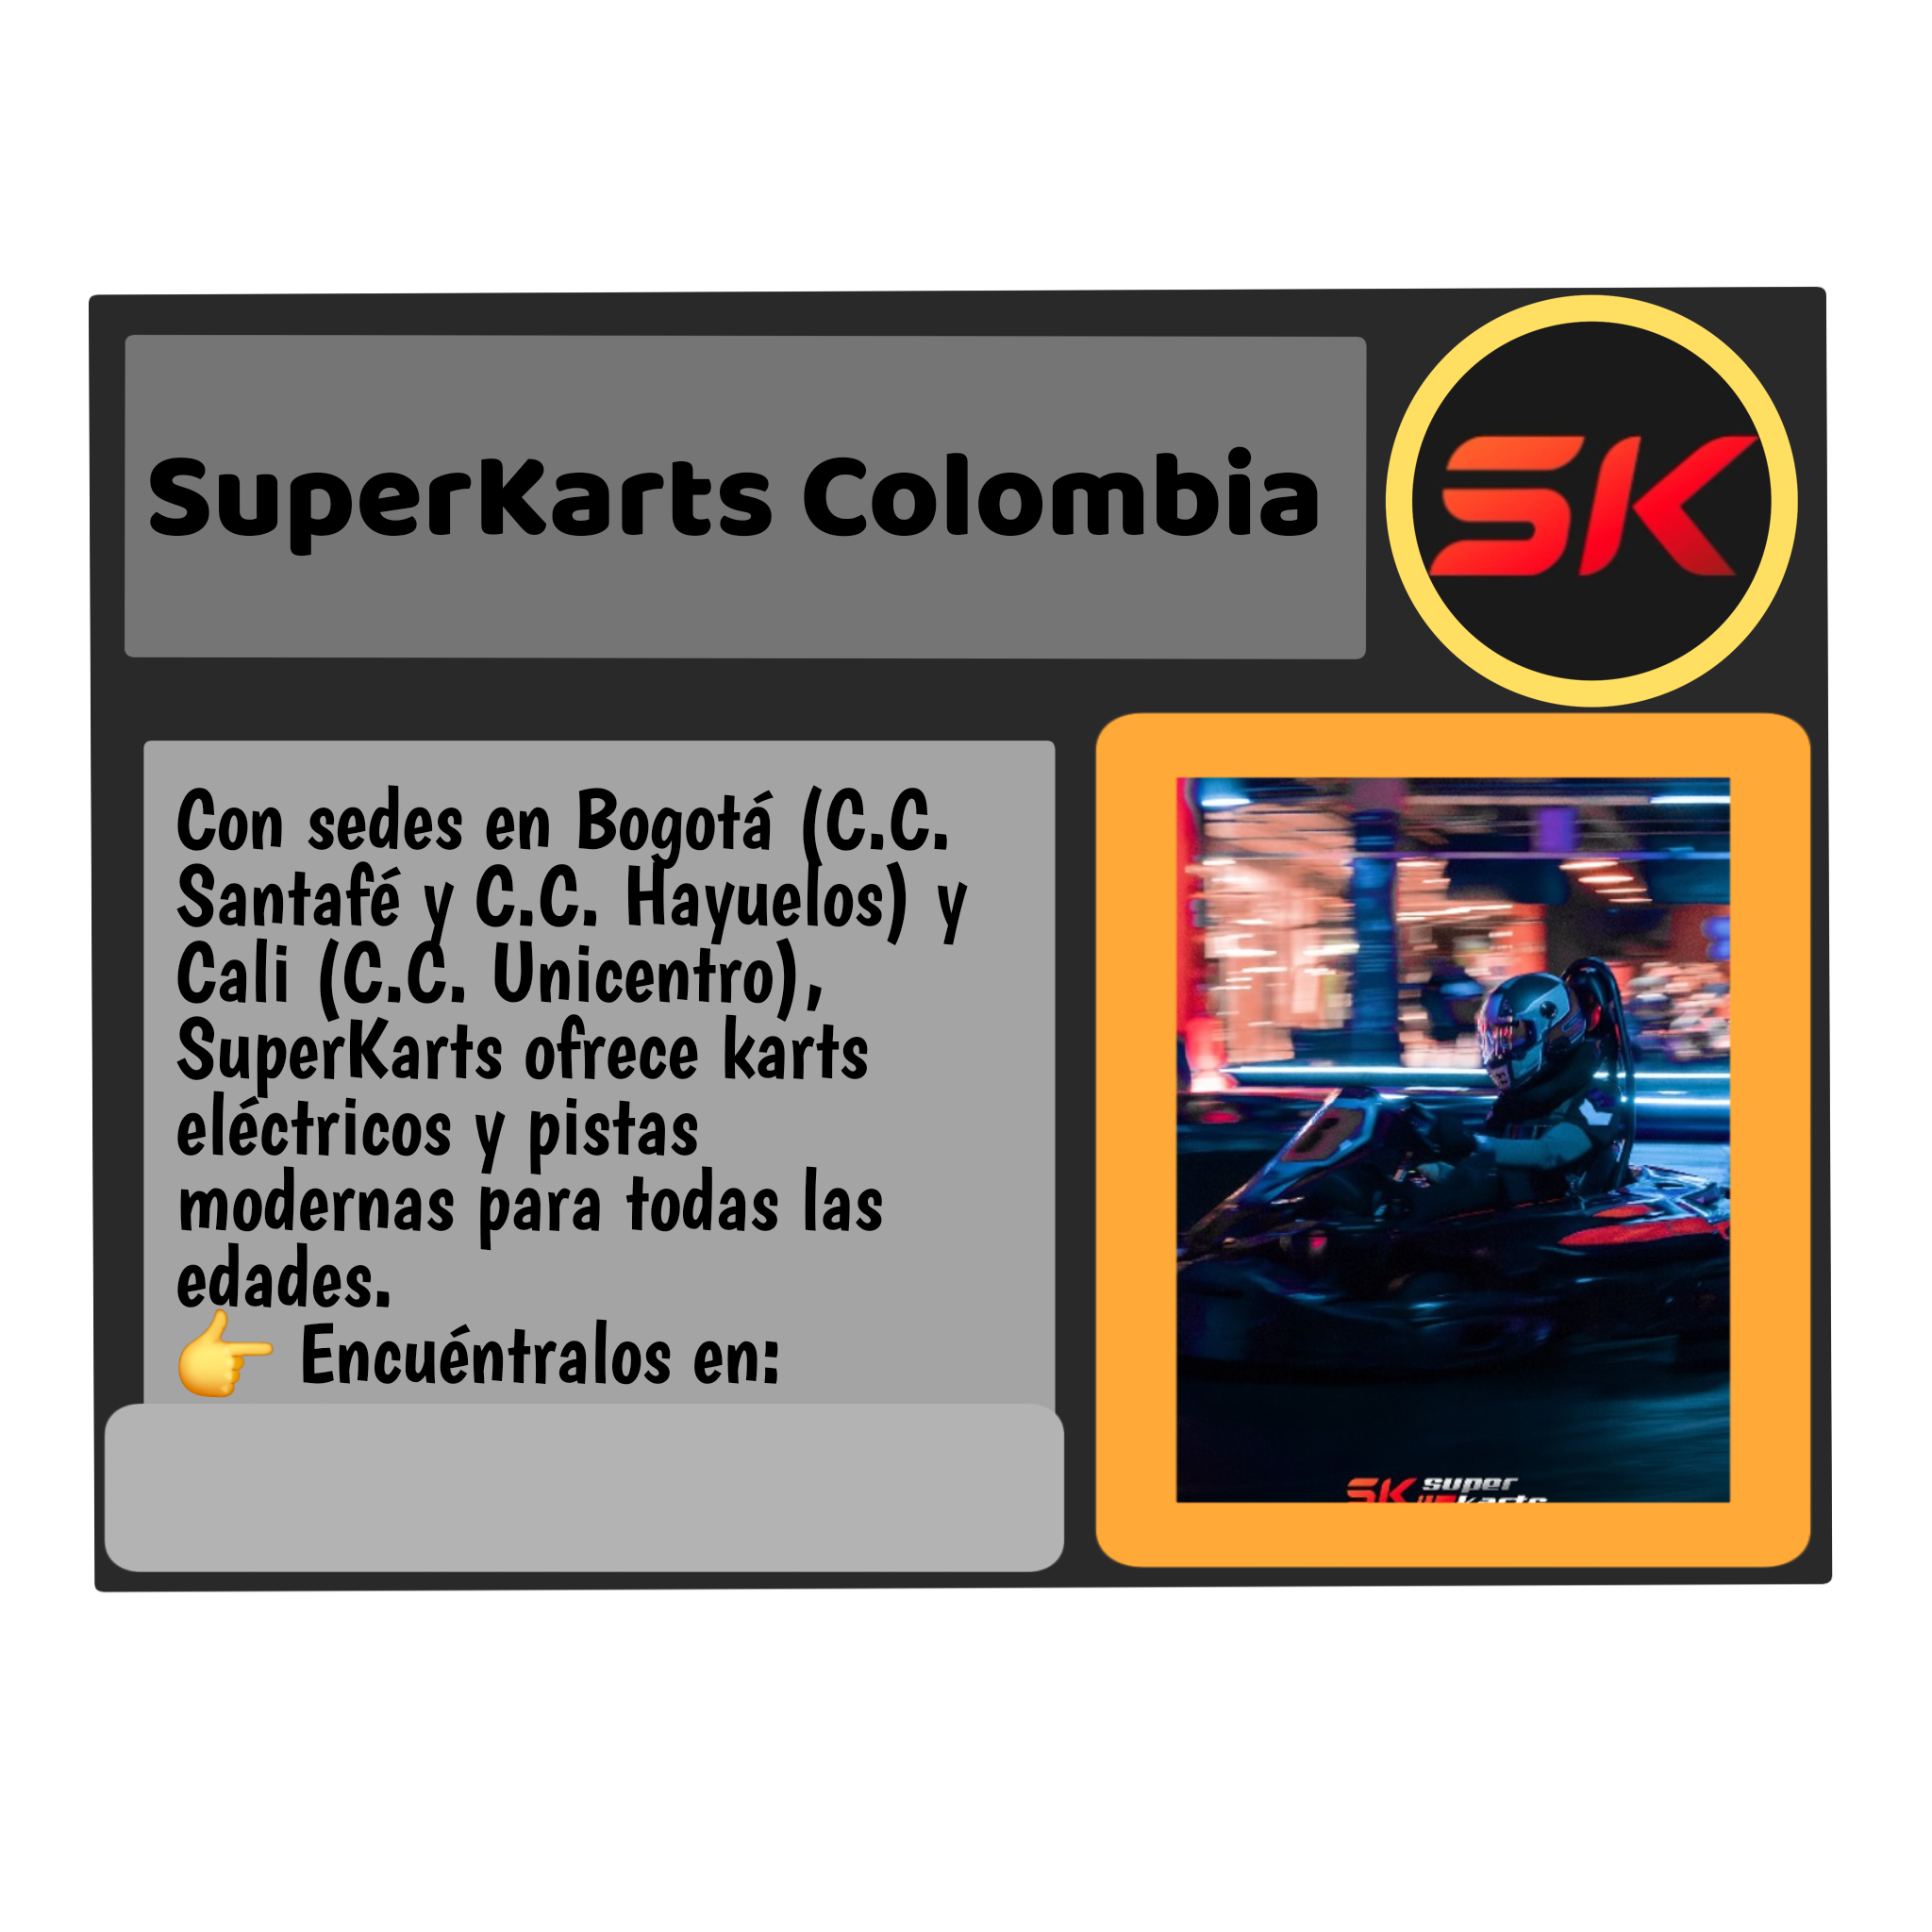 SuperKarts Colombia
SK
Con sedes en Bogotá (C.C.
Santafé y C.C. Hayuelos) y
Cali (C.C. Unicentro),
SuperKarts ofrece karts
eléctricos y pistas
modernas para todas las
edades.
👉 Encuéntralos en:
SK super
karts